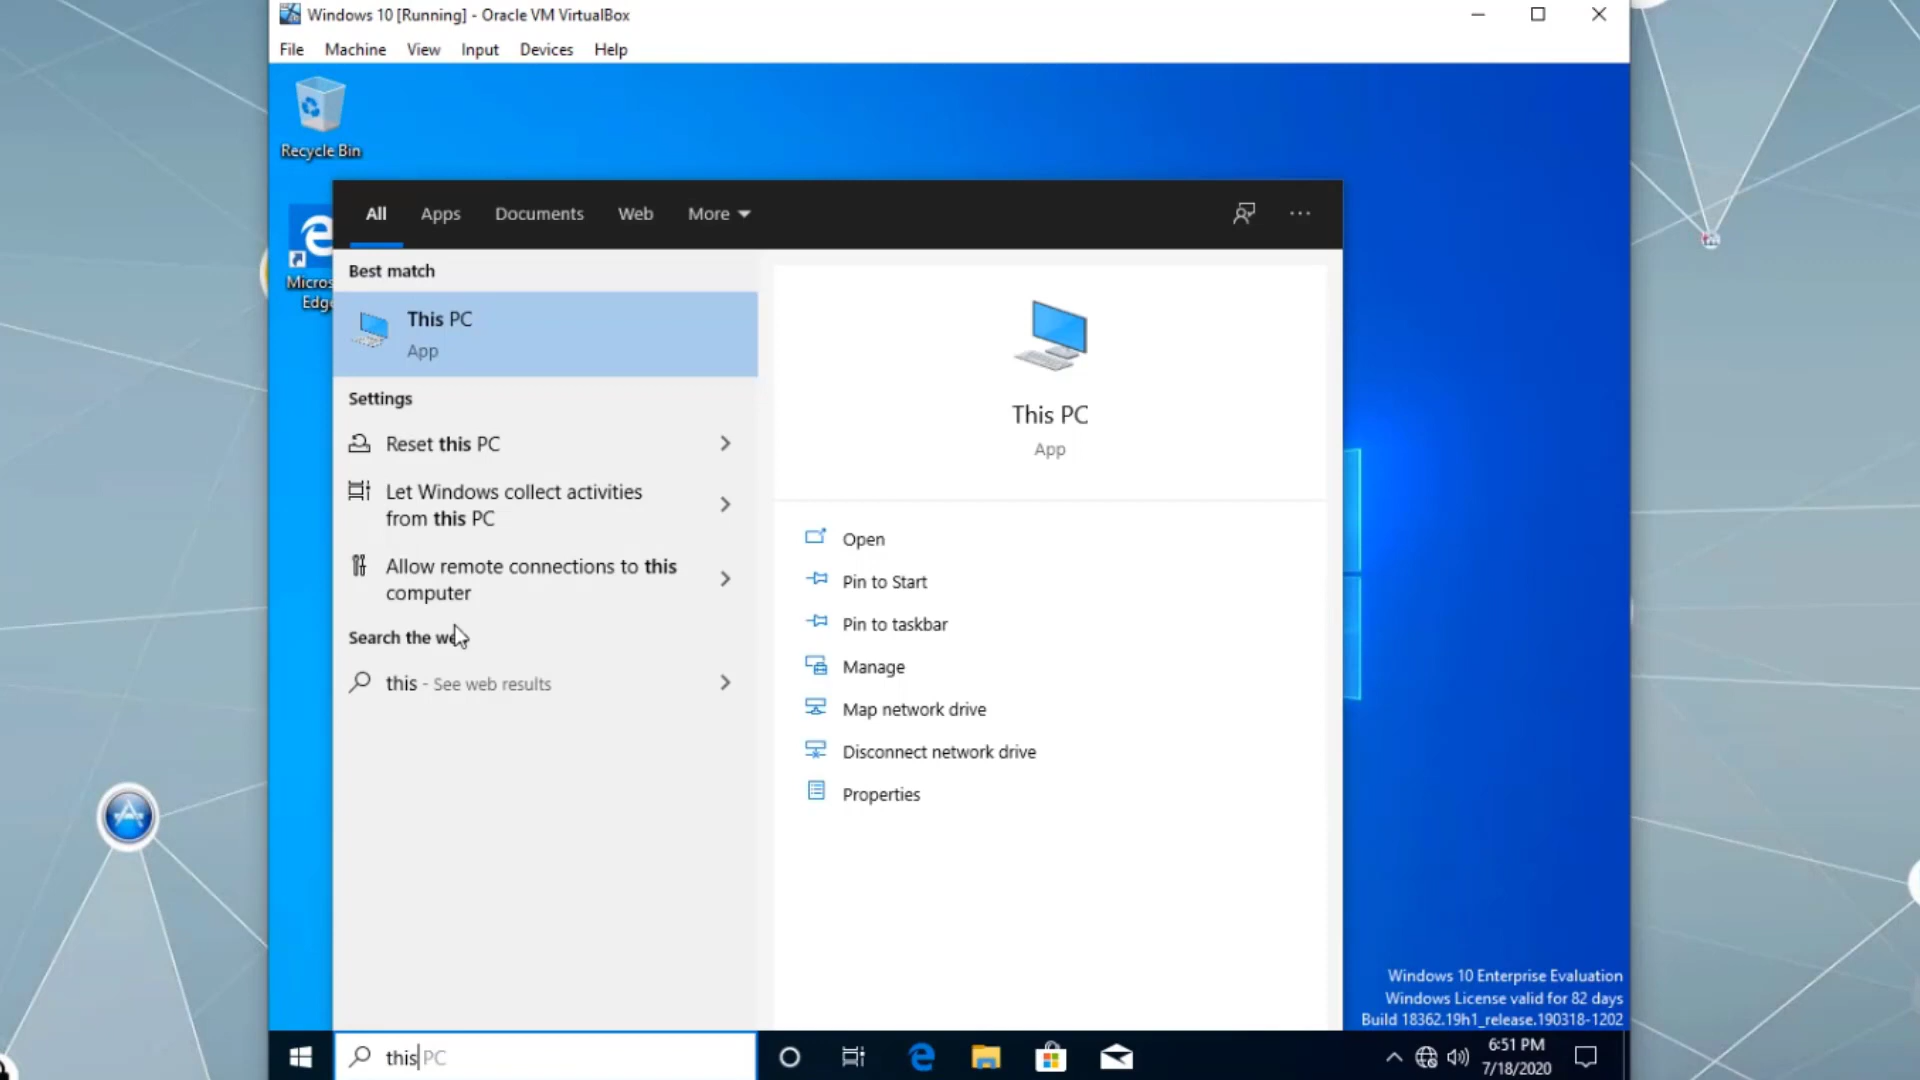 Windows 10 [Running] - Oracle VM VirtualBox
File Machine View Input Devices Help
Recycle Bin
Micros
Edge
All Apps Documents Web More
Best match
This PC
App
Settings
Reset this PC
Let Windows collect activities
from this PC
Allow remote connections to this
computer
Search the web
this - See web results
This PC
App
Open
Pin to Start
Pin to taskbar
Manage
Map network drive
Disconnect network drive
Properties
Windows 10 Enterprise Evaluation
Windows License valid for 82 days
Build 18362.19h1_release.190318-1202
this PC
6:51 PM
7/18/2020